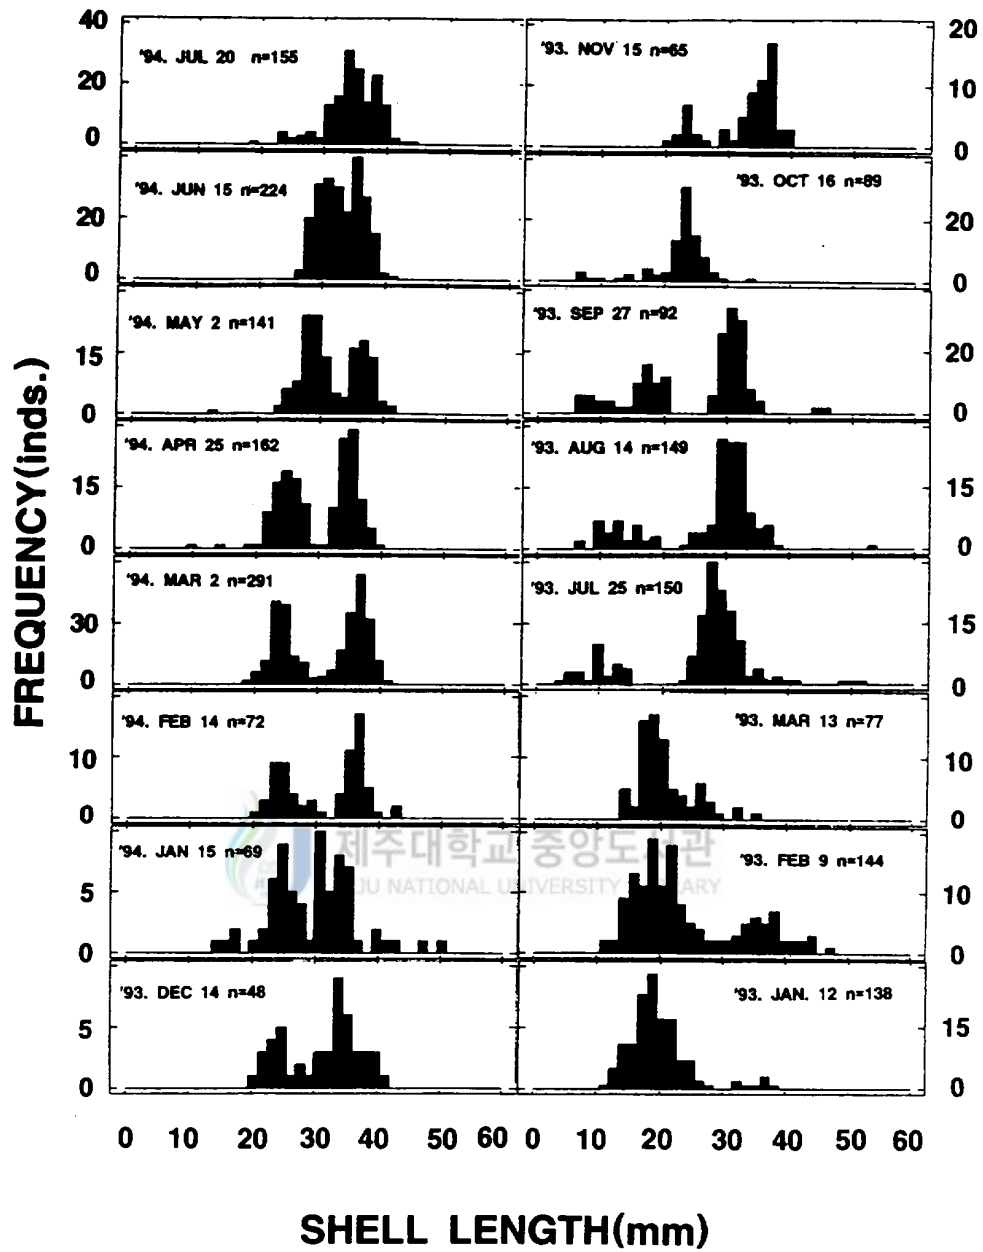 40
20
0
'94. JUL 20 n=155
'93. NOV 15 n=65
20
10
0
20
0
'94. JUN 15 n=224
'93. OCT 16 n=89
20
0
15
0
'94. MAY 2 n=141
'93. SEP 27 n=92
20
0
15
0
'94. APR 25 n=162
'93. AUG 14 n=149
15
0
30
0
'94. MAR 2 n=291
'93. JUL 25 n=150
15
0
10
0
'94. FEB 14 n=72
'93. MAR 13 n=77
10
0
5
0
'94. JAN 15 n=69
'93. FEB 9 n=144
10
0
제주대학교 중앙도서관
JEJU NATIONAL UNIVERSITY LIBRARY
5
0
'93. DEC 14 n=48
'93. JAN. 12 n=138
15
0
0 10 20 30 40 50 60 0 10 20 30 40 50 60
FREQUENCY(inds.)
SHELL LENGTH(mm)